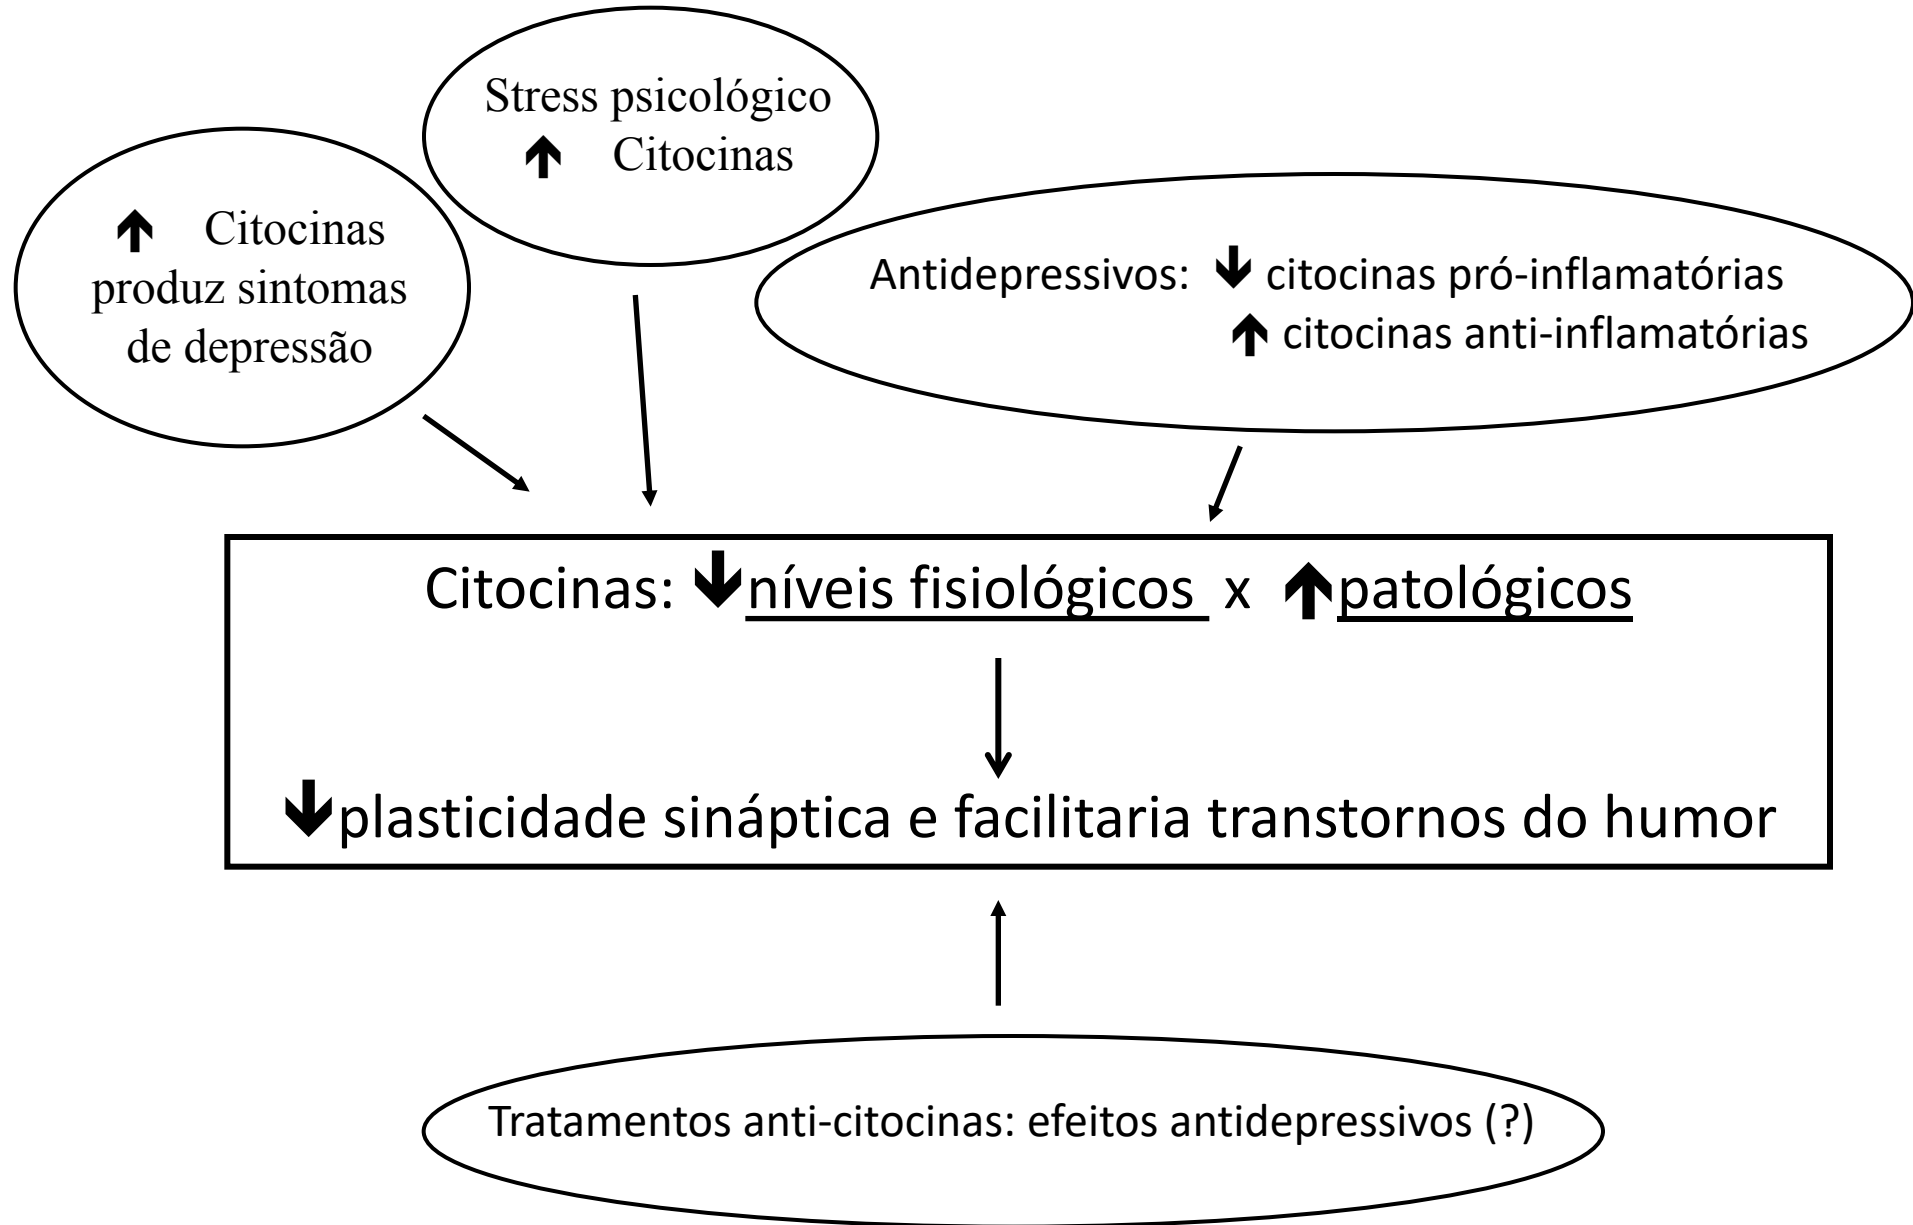 Stress psicológico
↑ Citocinas
↑ Citocinas
produz sintomas
de depressão
Antidepressivos: ↓ citocinas pró-inflamatórias
↑ citocinas anti-inflamatórias
Citocinas: ↓níveis fisiológicos x ↑patológicos
↓plasticidade sináptica e facilitaria transtornos do humor
Tratamentos anti-citocinas: efeitos antidepressivos (?)